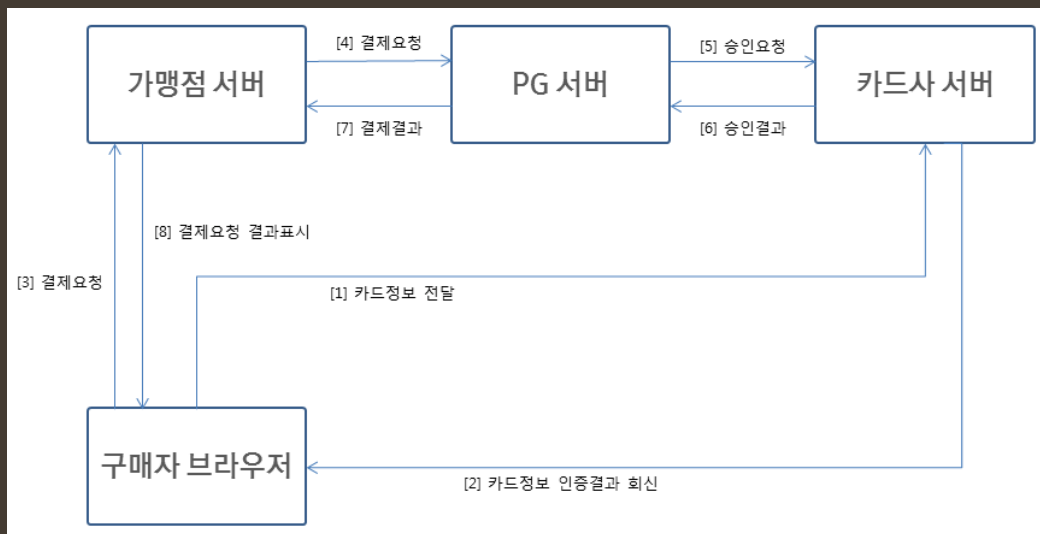 [4] 결제요청
[5] 승인요청
가맹점 서버
PG 서버
카드사 서버
[7] 결제결과
[6] 승인결과
[8] 결제요청 결과표시
[3] 결제요청
[1] 카드정보 전달
구매자 브라우저
[2] 카드정보 인증결과 회신